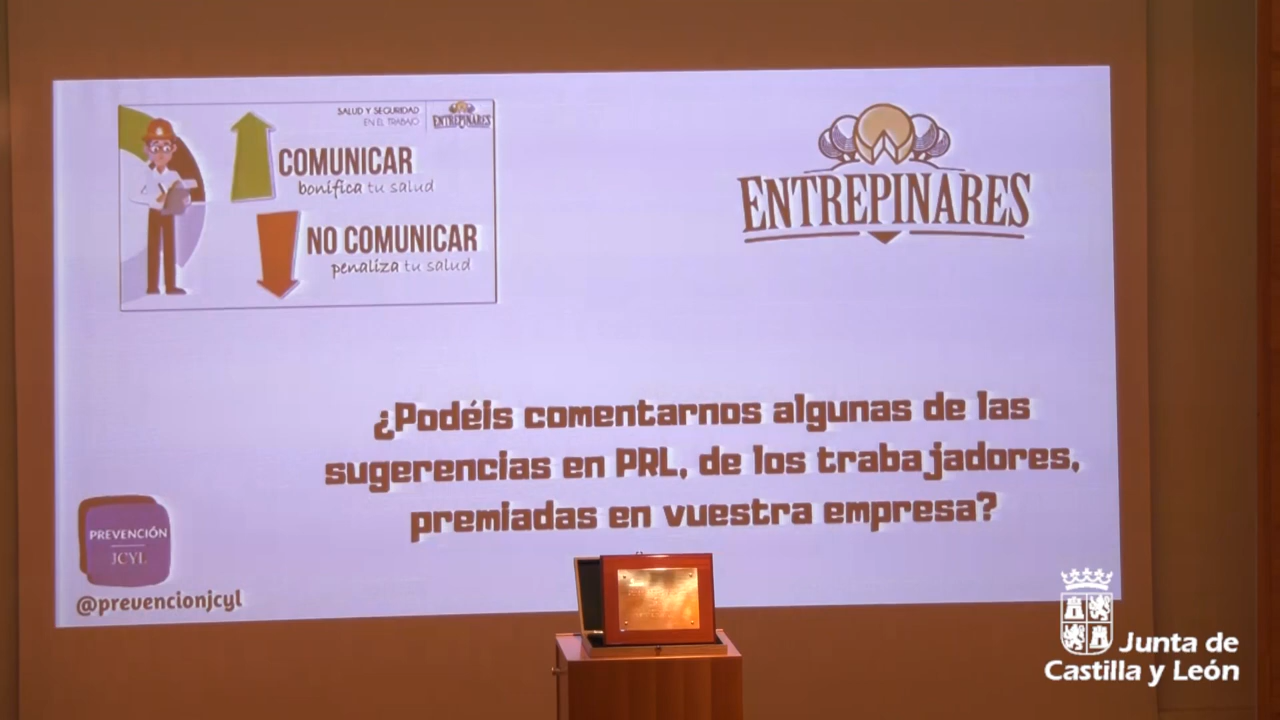 SALUD Y SEGURIDAD
EN EL TRABAJO
ENTREPINARES
COMUNICAR
bonifica tu salud
NO COMUNICAR
penaliza tu salud
ENTREPINARES
¿Podéis comentarnos algunas de las
sugerencias en PRL, de los trabajadores,
premiadas en vuestra empresa?
PREVENCIÓN
JCYL
@prevencionjcyl
Junta de
Castilla y León